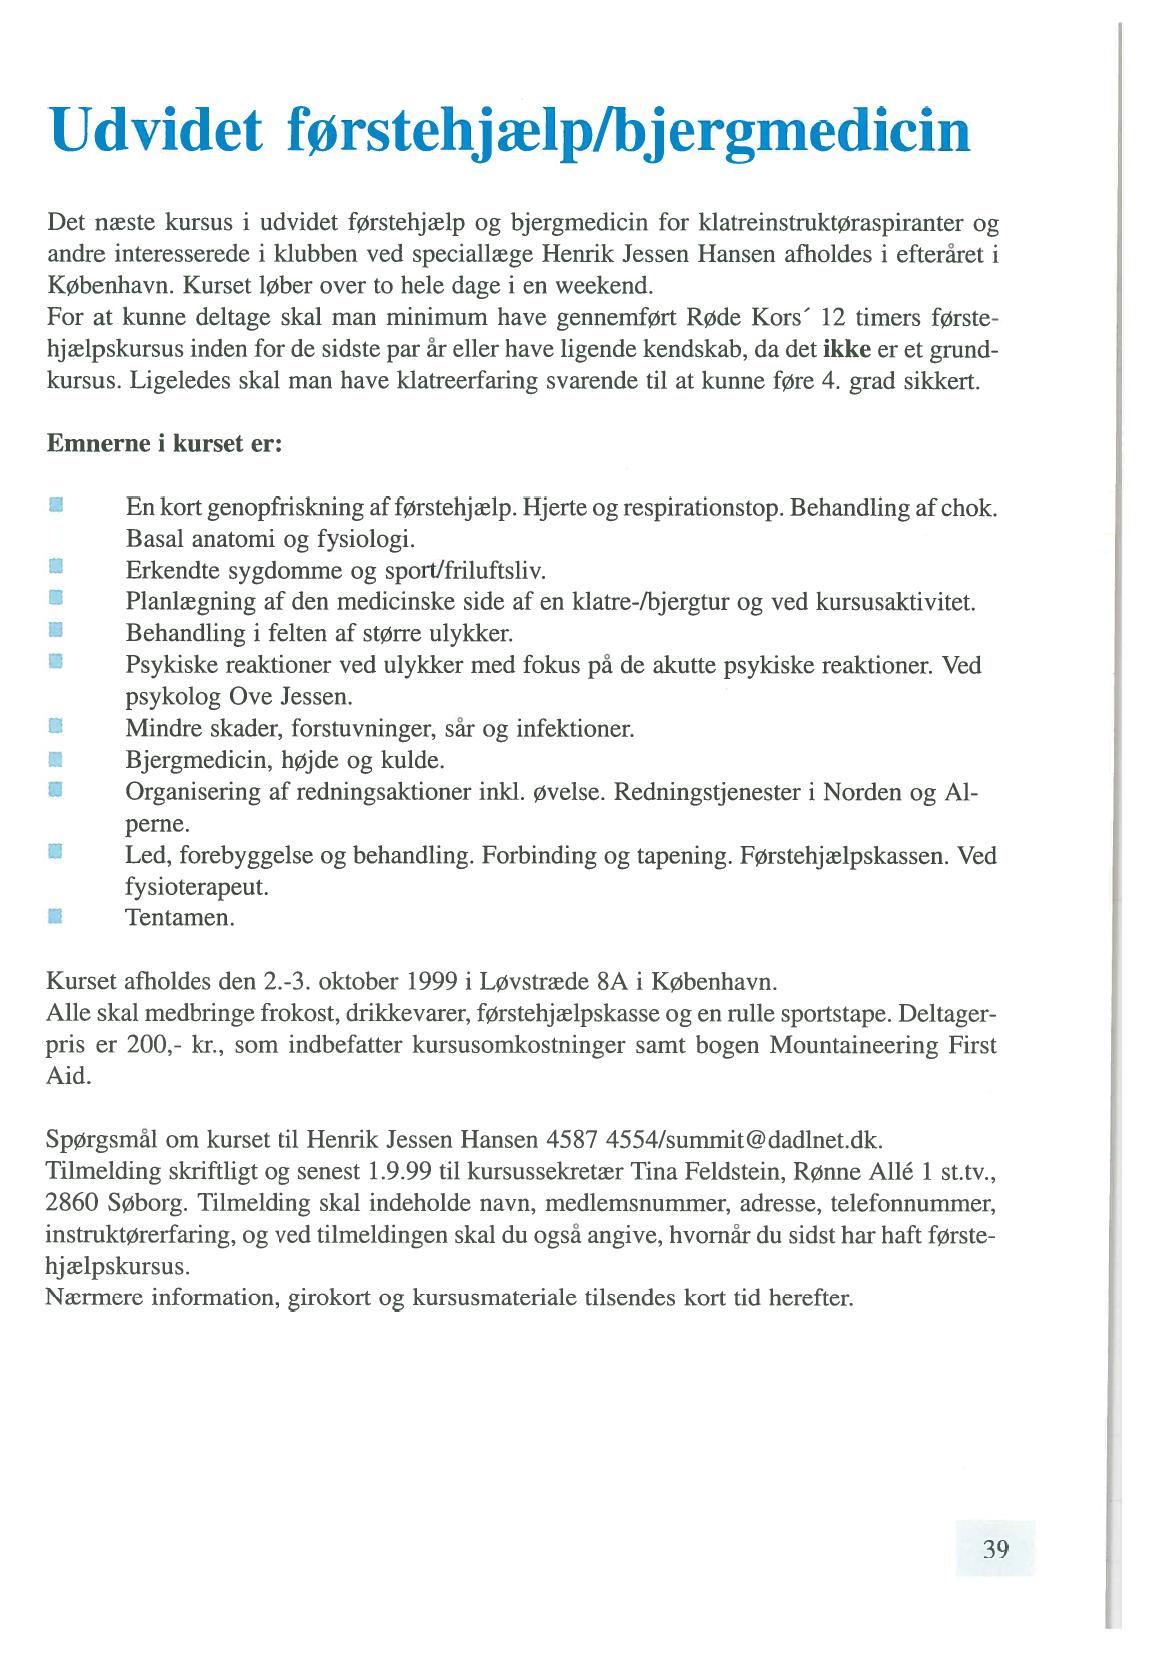 Udvidet førstehjælp/bjergmedicin
Det næste kursus i udvidet førstehjælp og bjergmedicin for klatreinstruktøraspiranter og
andre interesserede i klubben ved speciallæge Henrik Jessen Hansen afholdes i efteråret i
København. Kurset løber over to hele dage i en weekend.
For at kunne deltage skal man minimum have gennemført Røde Kors´ 12 timers første-
hjælpskursus inden for de sidste par år eller have ligende kendskab, da det ikke er et grund-
kursus. Ligeledes skal man have klatreerfaring svarende til at kunne føre 4. grad sikkert.
Emnerne i kurset er:
■ En kort genopfriskning af førstehjælp. Hjerte og respirationstop. Behandling af chok.
Basal anatomi og fysiologi.
■ Erkendte sygdomme og sport/friluftsliv.
■ Planlægning af den medicinske side af en klatre-/bjergtur og ved kursusaktivitet.
■ Behandling i felten af større ulykker.
■ Psykiske reaktioner ved ulykker med fokus på de akutte psykiske reaktioner. Ved
psykolog Ove Jessen.
■ Mindre skader, forstuvninger, sår og infektioner.
■ Bjergmedicin, højde og kulde.
■ Organisering af redningsaktioner inkl. øvelse. Redningstjenester i Norden og Al-
perne.
■ Led, forebyggelse og behandling. Forbinding og tapening. Førstehjælpskassen. Ved
fysioterapeut.
■ Tentamen.
Kurset afholdes den 2.-3. oktober 1999 i Løvstræde 8A i København.
Alle skal medbringe frokost, drikkevarer, førstehjælpskasse og en rulle sportstape. Deltager-
pris er 200,- kr., som indbefatter kursusomkostninger samt bogen Mountaineering First
Aid.
Spørgsmål om kurset til Henrik Jessen Hansen 4587 4554/summit@dadlnet.dk.
Tilmelding skriftligt og senest 1.9.99 til kursussekretær Tina Feldstein, Rønne Allé 1 st.tv.,
2860 Søborg. Tilmelding skal indeholde navn, medlemsnummer, adresse, telefonnummer,
instruktørerfaring, og ved tilmeldingen skal du også angive, hvornår du sidst har haft første-
hjælpskursus.
Nærmere information, girokort og kursusmateriale tilsendes kort tid herefter.
39